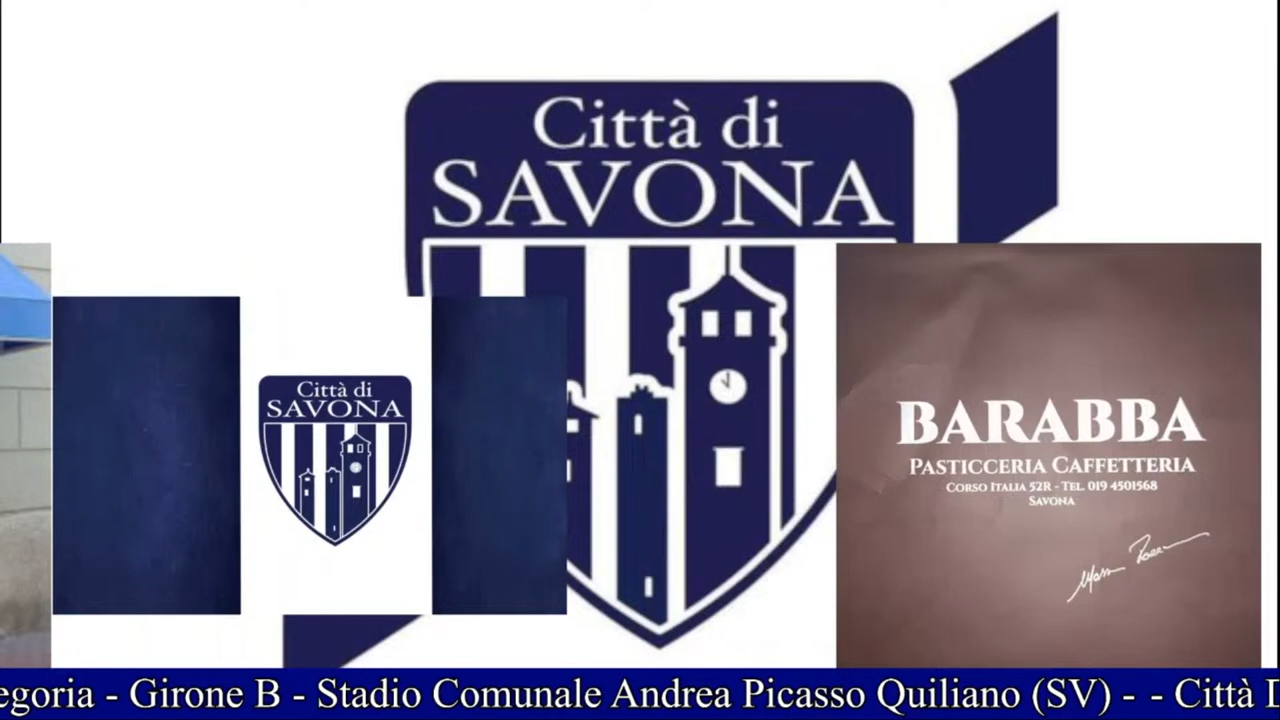 Città di
SAVONA
Città di
SAVONA
BARABBA
PASTICCERIA CAFFETTERIA
CORSO ITALIA 52R - TEL. 019 4501568
SAVONA
egoria - Girone B - Stadio Comunale Andrea Picasso Quiliano (SV) - - Città